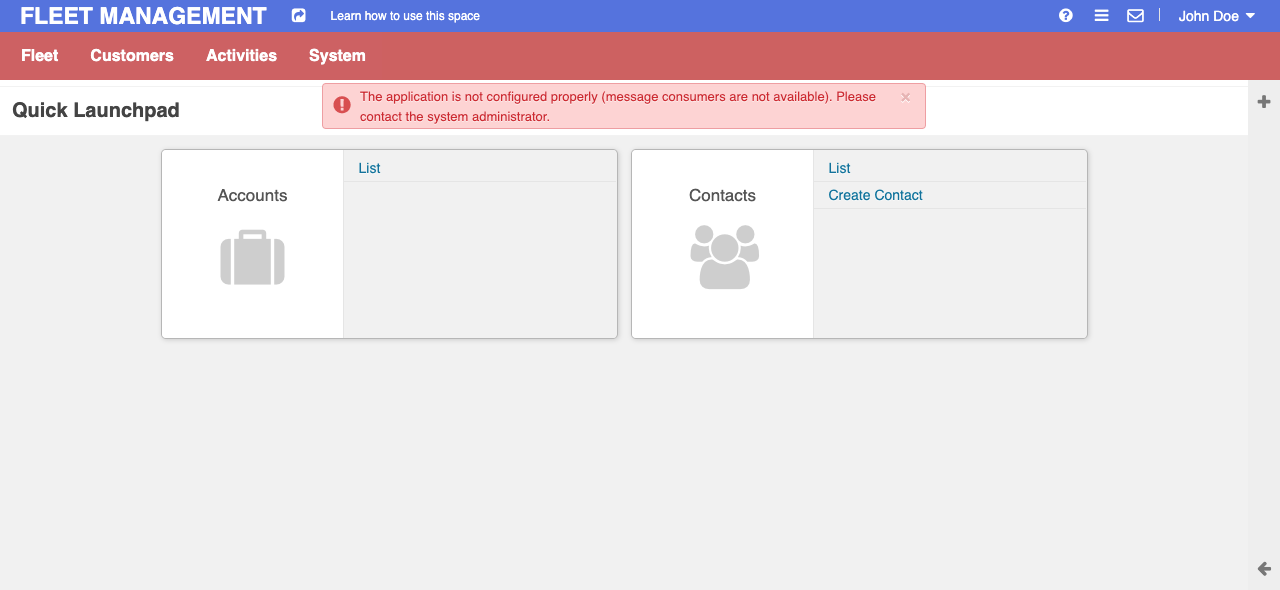 FLEET MANAGEMENT
Learn how to use this space
John Doe
Fleet
Customers
Activities
System
The application is not configured properly (message consumers are not available). Please
contact the system administrator.
×
Quick Launchpad
Accounts
List
Contacts
List
Create Contact